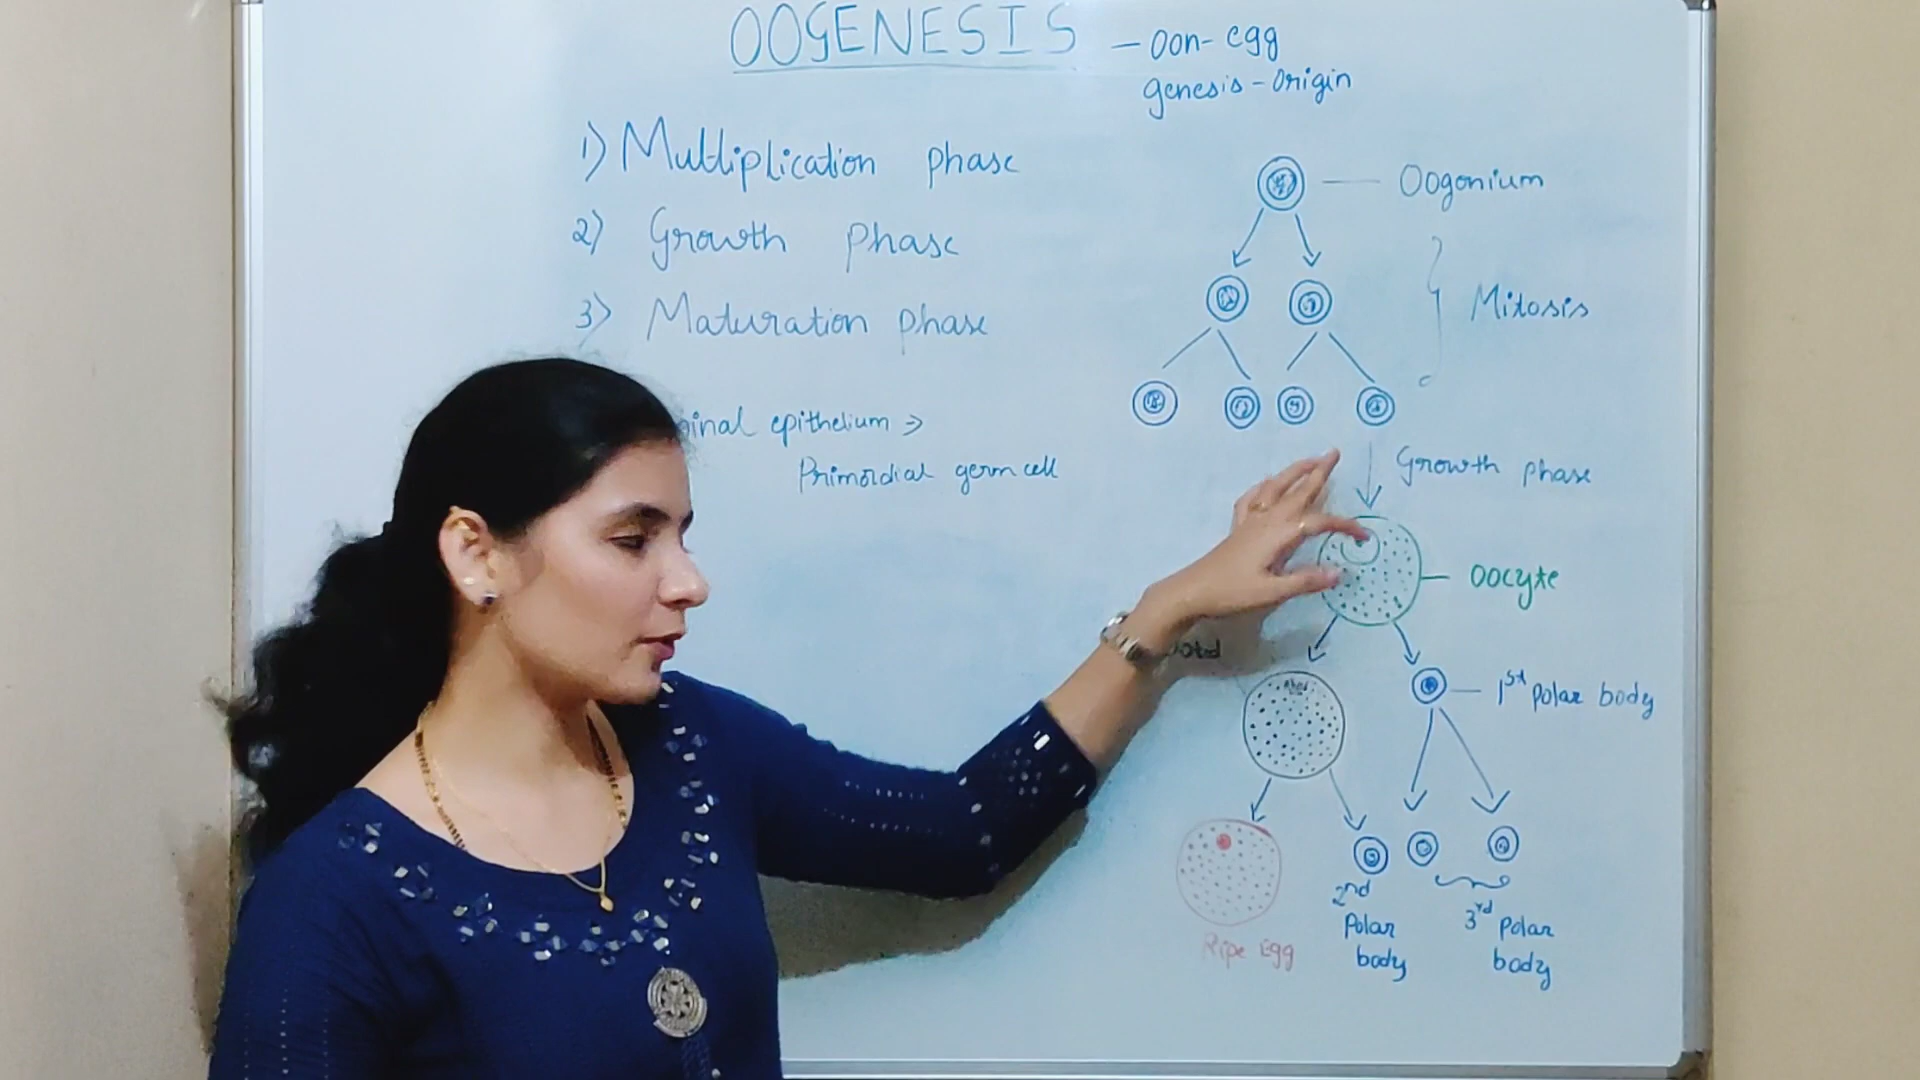 OOGENESIS - oon- egg
genesis - Origin
1) Multiplication phase
2) Growth phase
3) Maturation phase
epithelium ⇒
Primordial germ cell
Oogonium
Mitosis
Growth phase
Oocyte
1st polar body
Ripe Egg
2nd
Polar
body
3rd polar
body